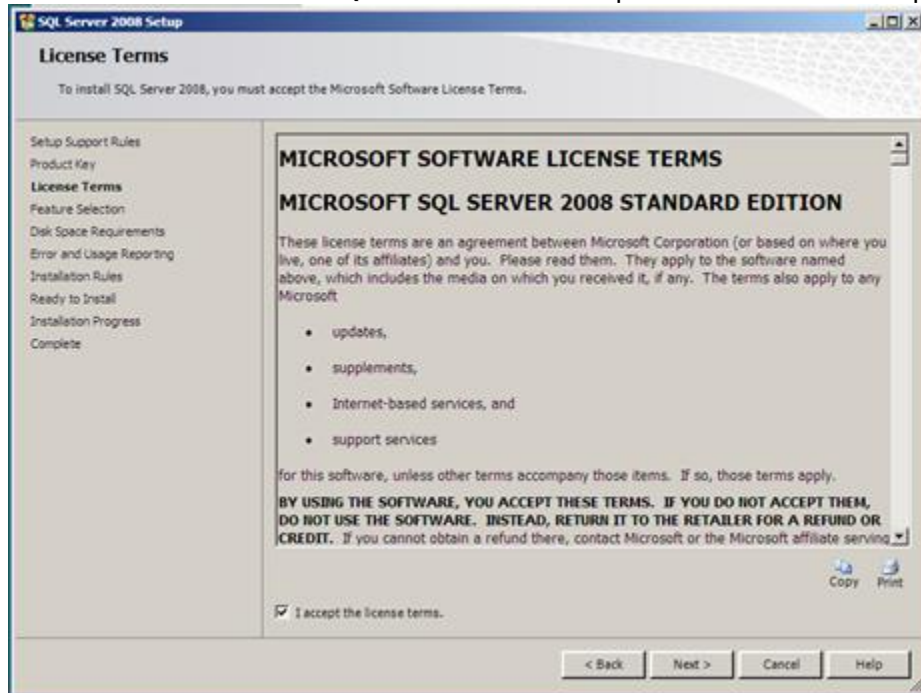 SQL Server 2008 Setup
License Terms
To install SQL Server 2008, you must accept the Microsoft Software License Terms.
Setup Support Rules
Product Key
License Terms
Feature Selection
Disk Space Requirements
Error and Usage Reporting
Installation Rules
Ready to Install
Installation Progress
Complete
MICROSOFT SOFTWARE LICENSE TERMS
MICROSOFT SQL SERVER 2008 STANDARD EDITION
These license terms are an agreement between Microsoft Corporation (or based on where you
live, one of its affiliates) and you. Please read them. They apply to the software named
above, which includes the media on which you received it, if any. The terms also apply to any
Microsoft
• updates,
• supplements,
• Internet-based services, and
• support services
for this software, unless other terms accompany those items. If so, those terms apply.
BY USING THE SOFTWARE, YOU ACCEPT THESE TERMS. IF YOU DO NOT ACCEPT THEM,
DO NOT USE THE SOFTWARE. INSTEAD, RETURN IT TO THE RETAILER FOR A REFUND OR
CREDIT. If you cannot obtain a refund there, contact Microsoft or the Microsoft affiliate serving
Copy Print
I accept the license terms.
< Back Next > Cancel Help